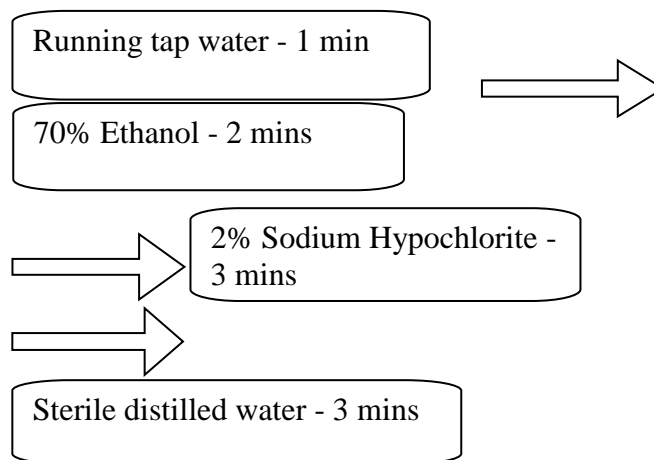 Running tap water - 1 min
70% Ethanol - 2 mins
2% Sodium Hypochlorite -
3 mins
Sterile distilled water - 3 mins